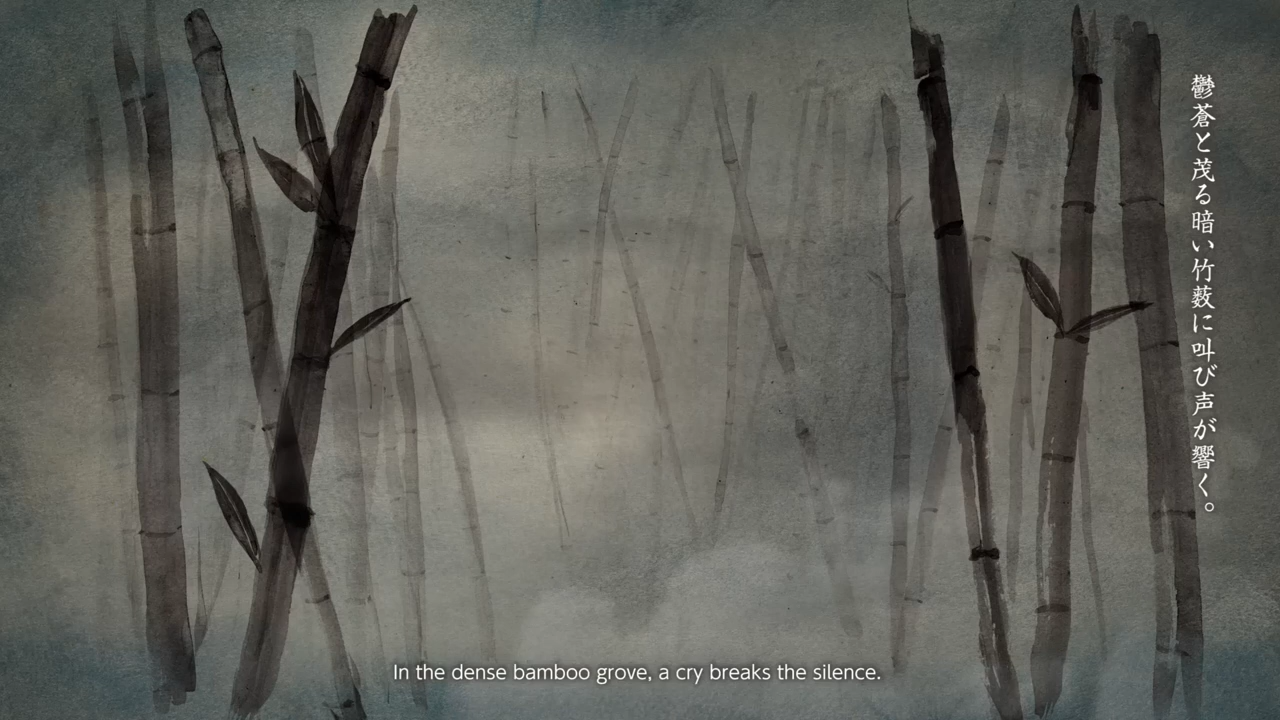 鬱蒼と茂る暗い竹薮に叫び声が響く。
In the dense bamboo grove, a cry breaks the silence.